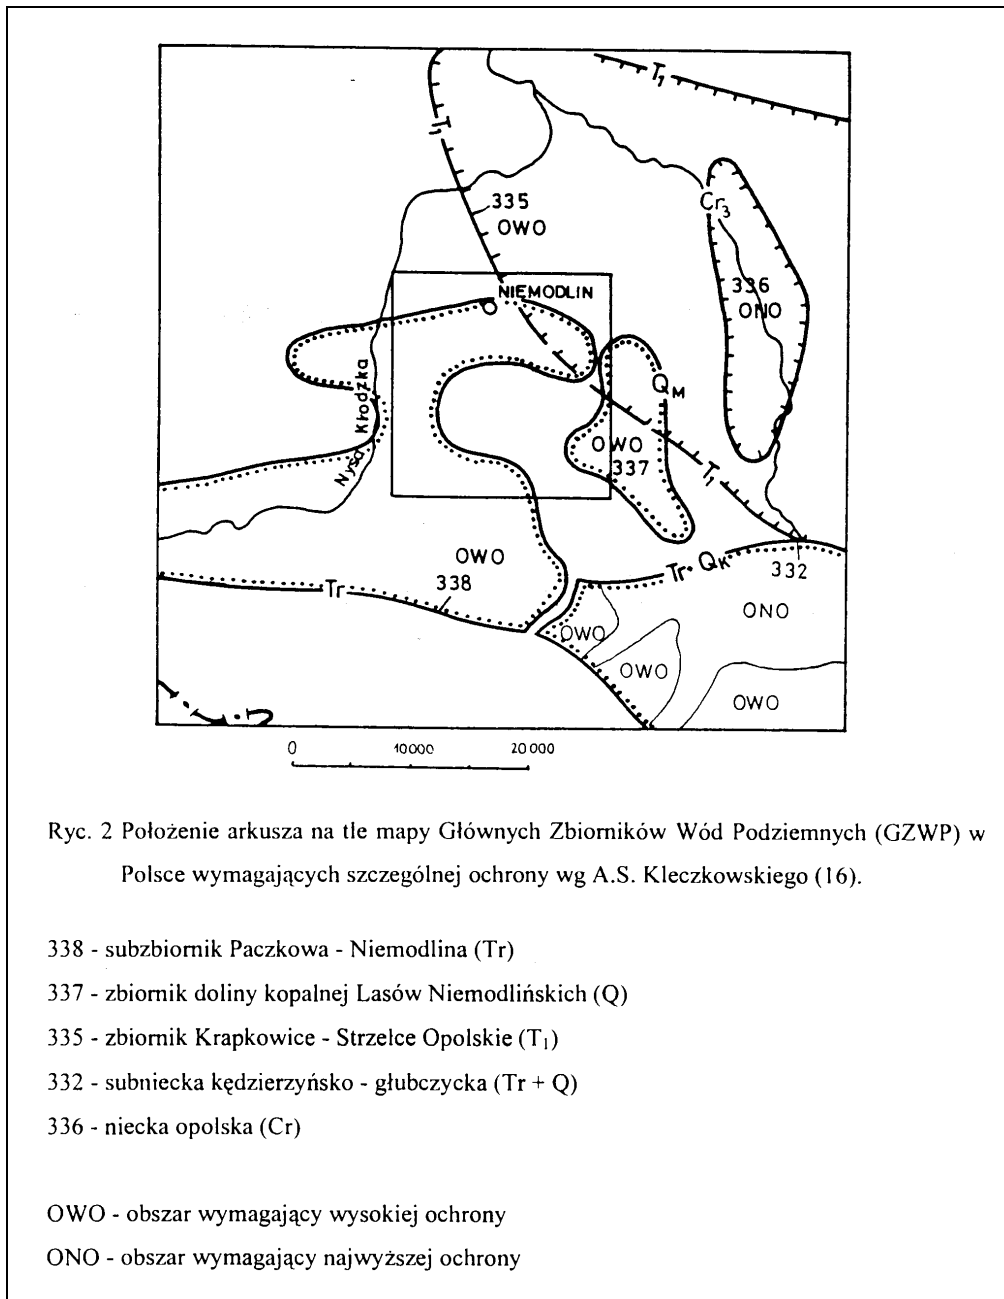 T1
T1
335
OWO
Cr3
336
ONO
NIEMODLIN
Nysa Kłodzka
QM
OWO
337
T1
OWO
338
Tr
Tr+QK
332
ONO
OWO
OWO
OWO
0 10000 20000
Ryc. 2 Położenie arkusza na tle mapy Głównych Zbiorników Wód Podziemnych (GZWP) w
Polsce wymagających szczególnej ochrony wg A.S. Kleczkowskiego (16).
338 - subzbiornik Paczkowa - Niemodlina (Tr)
337 - zbiornik doliny kopalnej Lasów Niemodlińskich (Q)
335 - zbiornik Krapkowice - Strzelce Opolskie (T1)
332 - subniecka kędzierzyńsko - głubczycka (Tr + Q)
336 - niecka opolska (Cr)
OWO - obszar wymagający wysokiej ochrony
ONO - obszar wymagający najwyższej ochrony